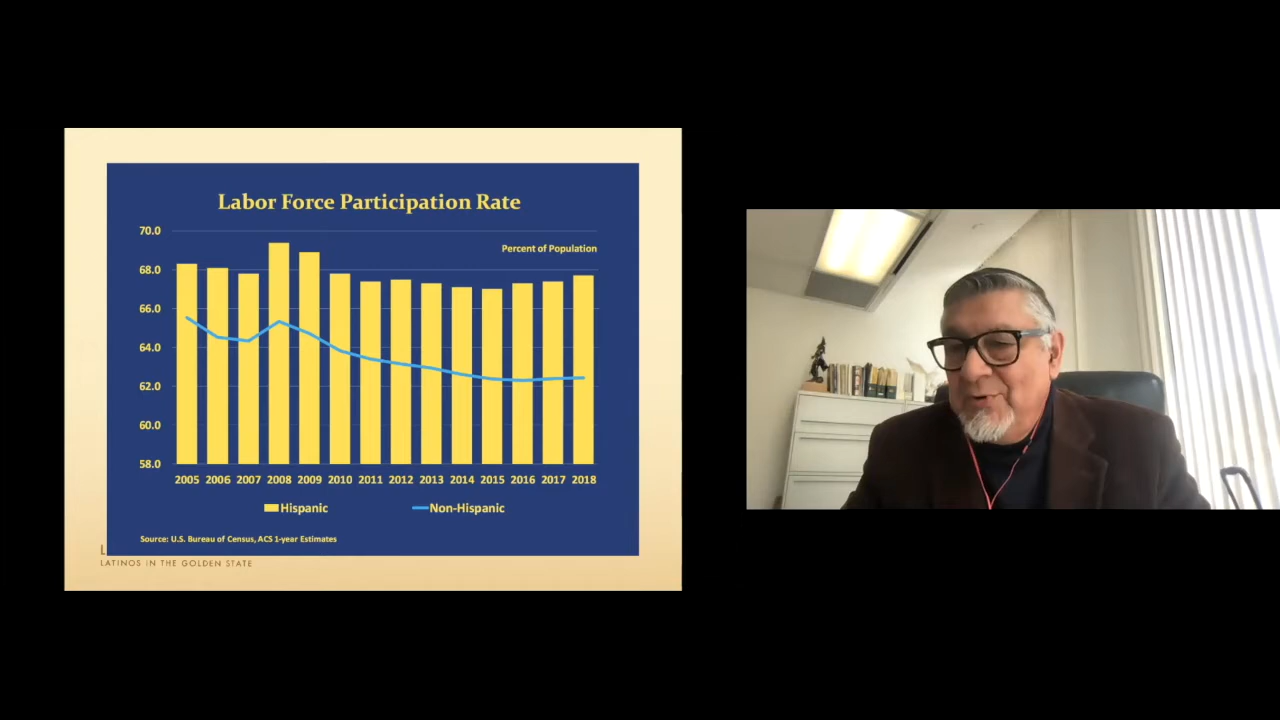 Labor Force Participation Rate
70.0
Percent of Population
68.0
66.0
64.0
62.0
60.0
58.0
2005 2006 2007 2008 2009 2010 2011 2012 2013 2014 2015 2016 2017 2018
Hispanic Non-Hispanic
Source: U.S. Bureau of Census, ACS 1-year Estimates
L
LATINOS IN THE GOLDEN STATE